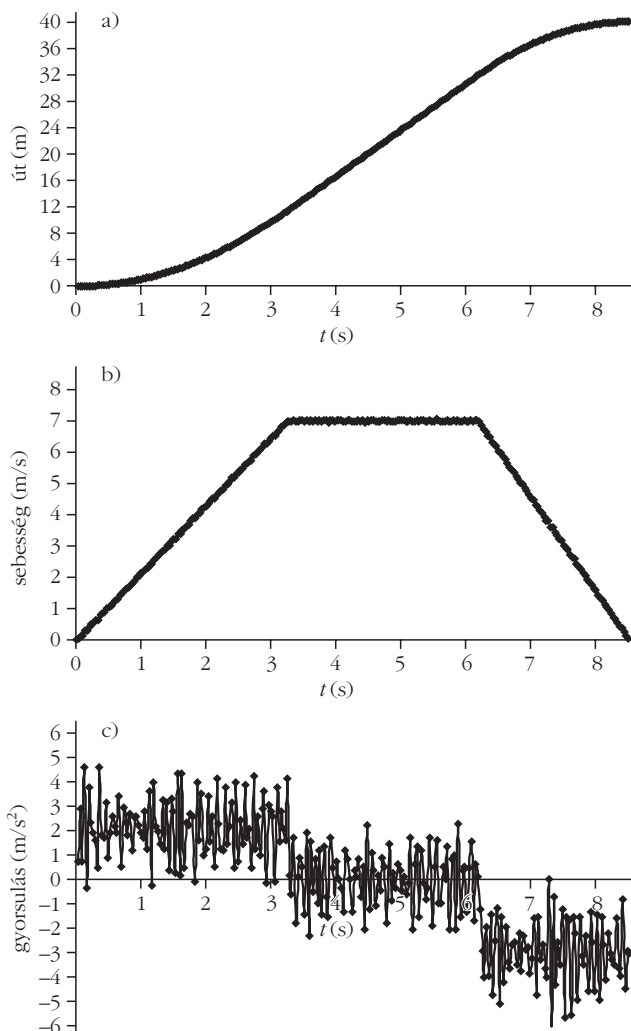 a)
40
36
32
28
24
20
16
12
8
4
0
út (m)
0 1 2 3 4 5 6 7 8
t (s)
b)
8
7
6
5
4
3
2
1
0
sebesség (m/s)
0 1 2 3 4 5 6 7 8
t (s)
c)
6
5
4
3
2
1
0
–1
–2
–3
–4
–5
–6
gyorsulás (m/s²)
1 2 3 4 5 6 7 8
t (s)